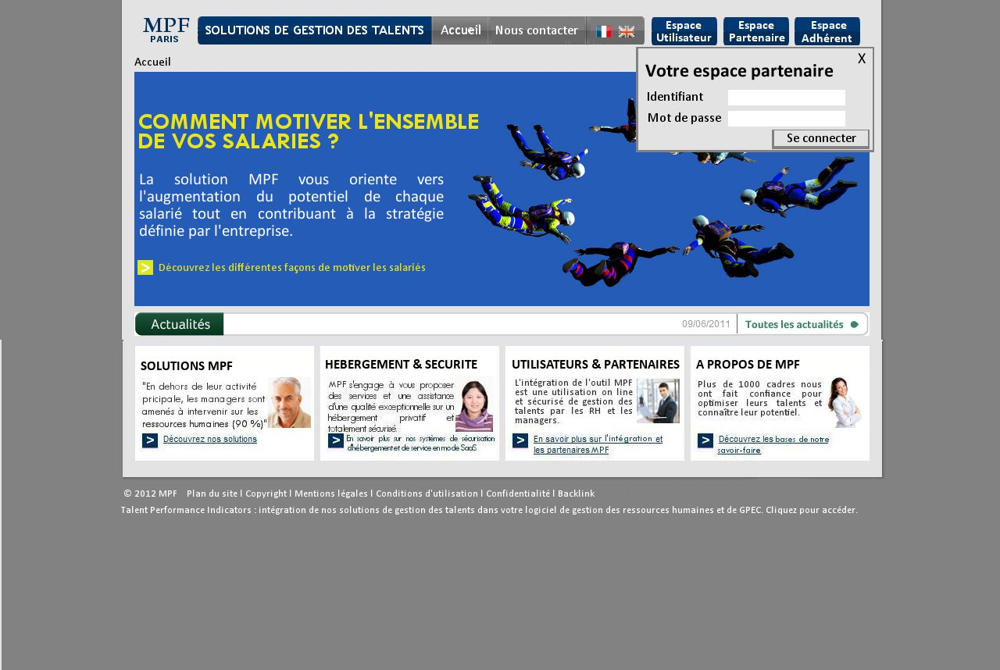 MPF
PARIS
SOLUTIONS DE GESTION DES TALENTS
Accueil
Nous contacter
Espace
Utilisateur
Espace
Partenaire
Espace
Adhérent
Accueil
X
Votre espace partenaire
Identifiant
Mot de passe
Se connecter
COMMENT MOTIVER L'ENSEMBLE
DE VOS SALARIES ?
La solution MPF vous oriente vers
l'augmentation du potentiel de chaque
salarié tout en contribuant à la stratégie
définie par l'entreprise.
> Découvrez les différentes façons de motiver les salariés
Actualités
09/06/2011
Toutes les actualités
SOLUTIONS MPF
"En dehors de leur activité
pricipale, les managers sont
amenés à intervenir sur les
ressources humaines (90 %)"
> Découvrez nos solutions
HEBERGEMENT & SECURITE
MPF s'engage à vous proposer
des services et une assistance
d'une qualité exceptionnelle sur un
hébergement privatif et
totalement sécurisé.
> En savoir plus sur nos systèmes de sécurisation
d'hébergement et de service en mode SaaS
UTILISATEURS & PARTENAIRES
L'intégration de l'outil MPF
est une utilisation on line
et sécurisé de gestion des
talents par les RH et les
managers.
> En savoir plus sur l'intégration et
les partenaires MPF
A PROPOS DE MPF
Plus de 1000 cadres nous
ont fait confiance pour
optimiser leurs talents et
connaître leur potentiel.
> Découvrez les bases de notre
savoir-faire
© 2012 MPF Plan du site l Copyright l Mentions légales l Conditions d'utilisation l Confidentialité l Backlink
Talent Performance Indicators : intégration de nos solutions de gestion des talents dans votre logiciel de gestion des ressources humaines et de GPEC. Cliquez pour accéder.